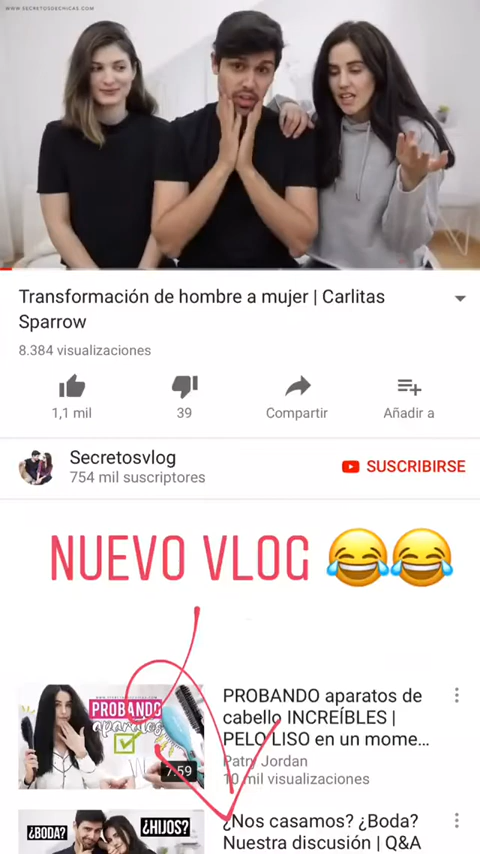 WWW.SECRETOSDECHICAS.COM
Transformación de hombre a mujer | Carlitas
Sparrow
8.384 visualizaciones
1,1 mil
39
Compartir
Añadir a
Secretosvlog
754 mil suscriptores
SUSCRIBIRSE
NUEVO VLOG 😂😂
PROBANDO
aparatos
7:59
PROBANDO aparatos de
cabello INCREÍBLES |
PELO LISO en un mome...
Patry Jordan
10 mil visualizaciones
¿BODA?
¿HIJOS?
¿Nos casamos? ¿Boda?
Nuestra discusión | Q&A